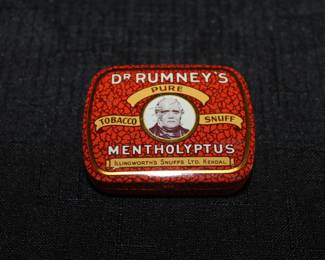 DR RUMNEY'S
PURE
TOBACCO SNUFF
MENTHOLYPTUS
ILLINGWORTH'S SNUFFS LTD. KENDAL